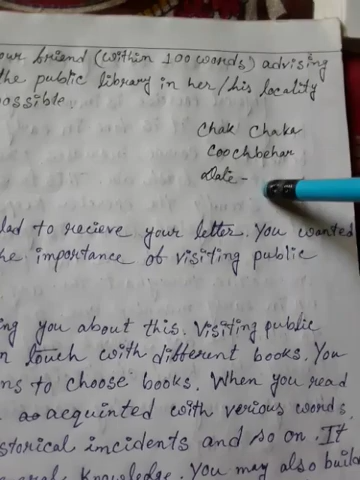 our friend (within 100 words) advising
the public library in her/his locality
possible.
Chak Chaka
Coochbehar
Date -
lad to recieve your letter. You wanted
he importance of visiting public
ing you about this. Visiting public
n touch with different books. You
ns to choose books. When you read
acquinted with verious words,
storical incidents and so on. It
knowledge. You may also build